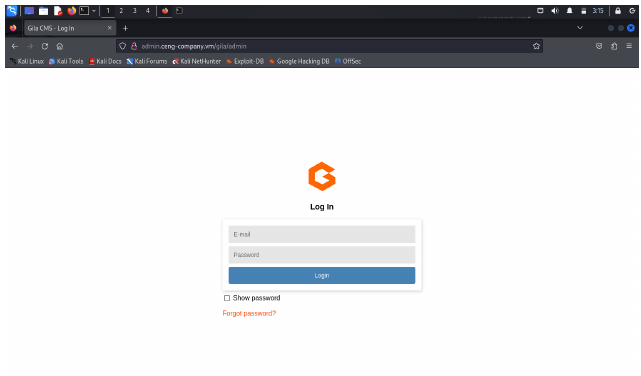 1 2 3 4 3:15
Gila CMS - Log In
admin.ceng-company.vm/gila/admin
Kali Linux Kali Tools Kali Docs Kali Forums Kali NetHunter Exploit-DB Google Hacking DB OffSec
Log In
E-mail
Password
Login
Show password
Forgot password?